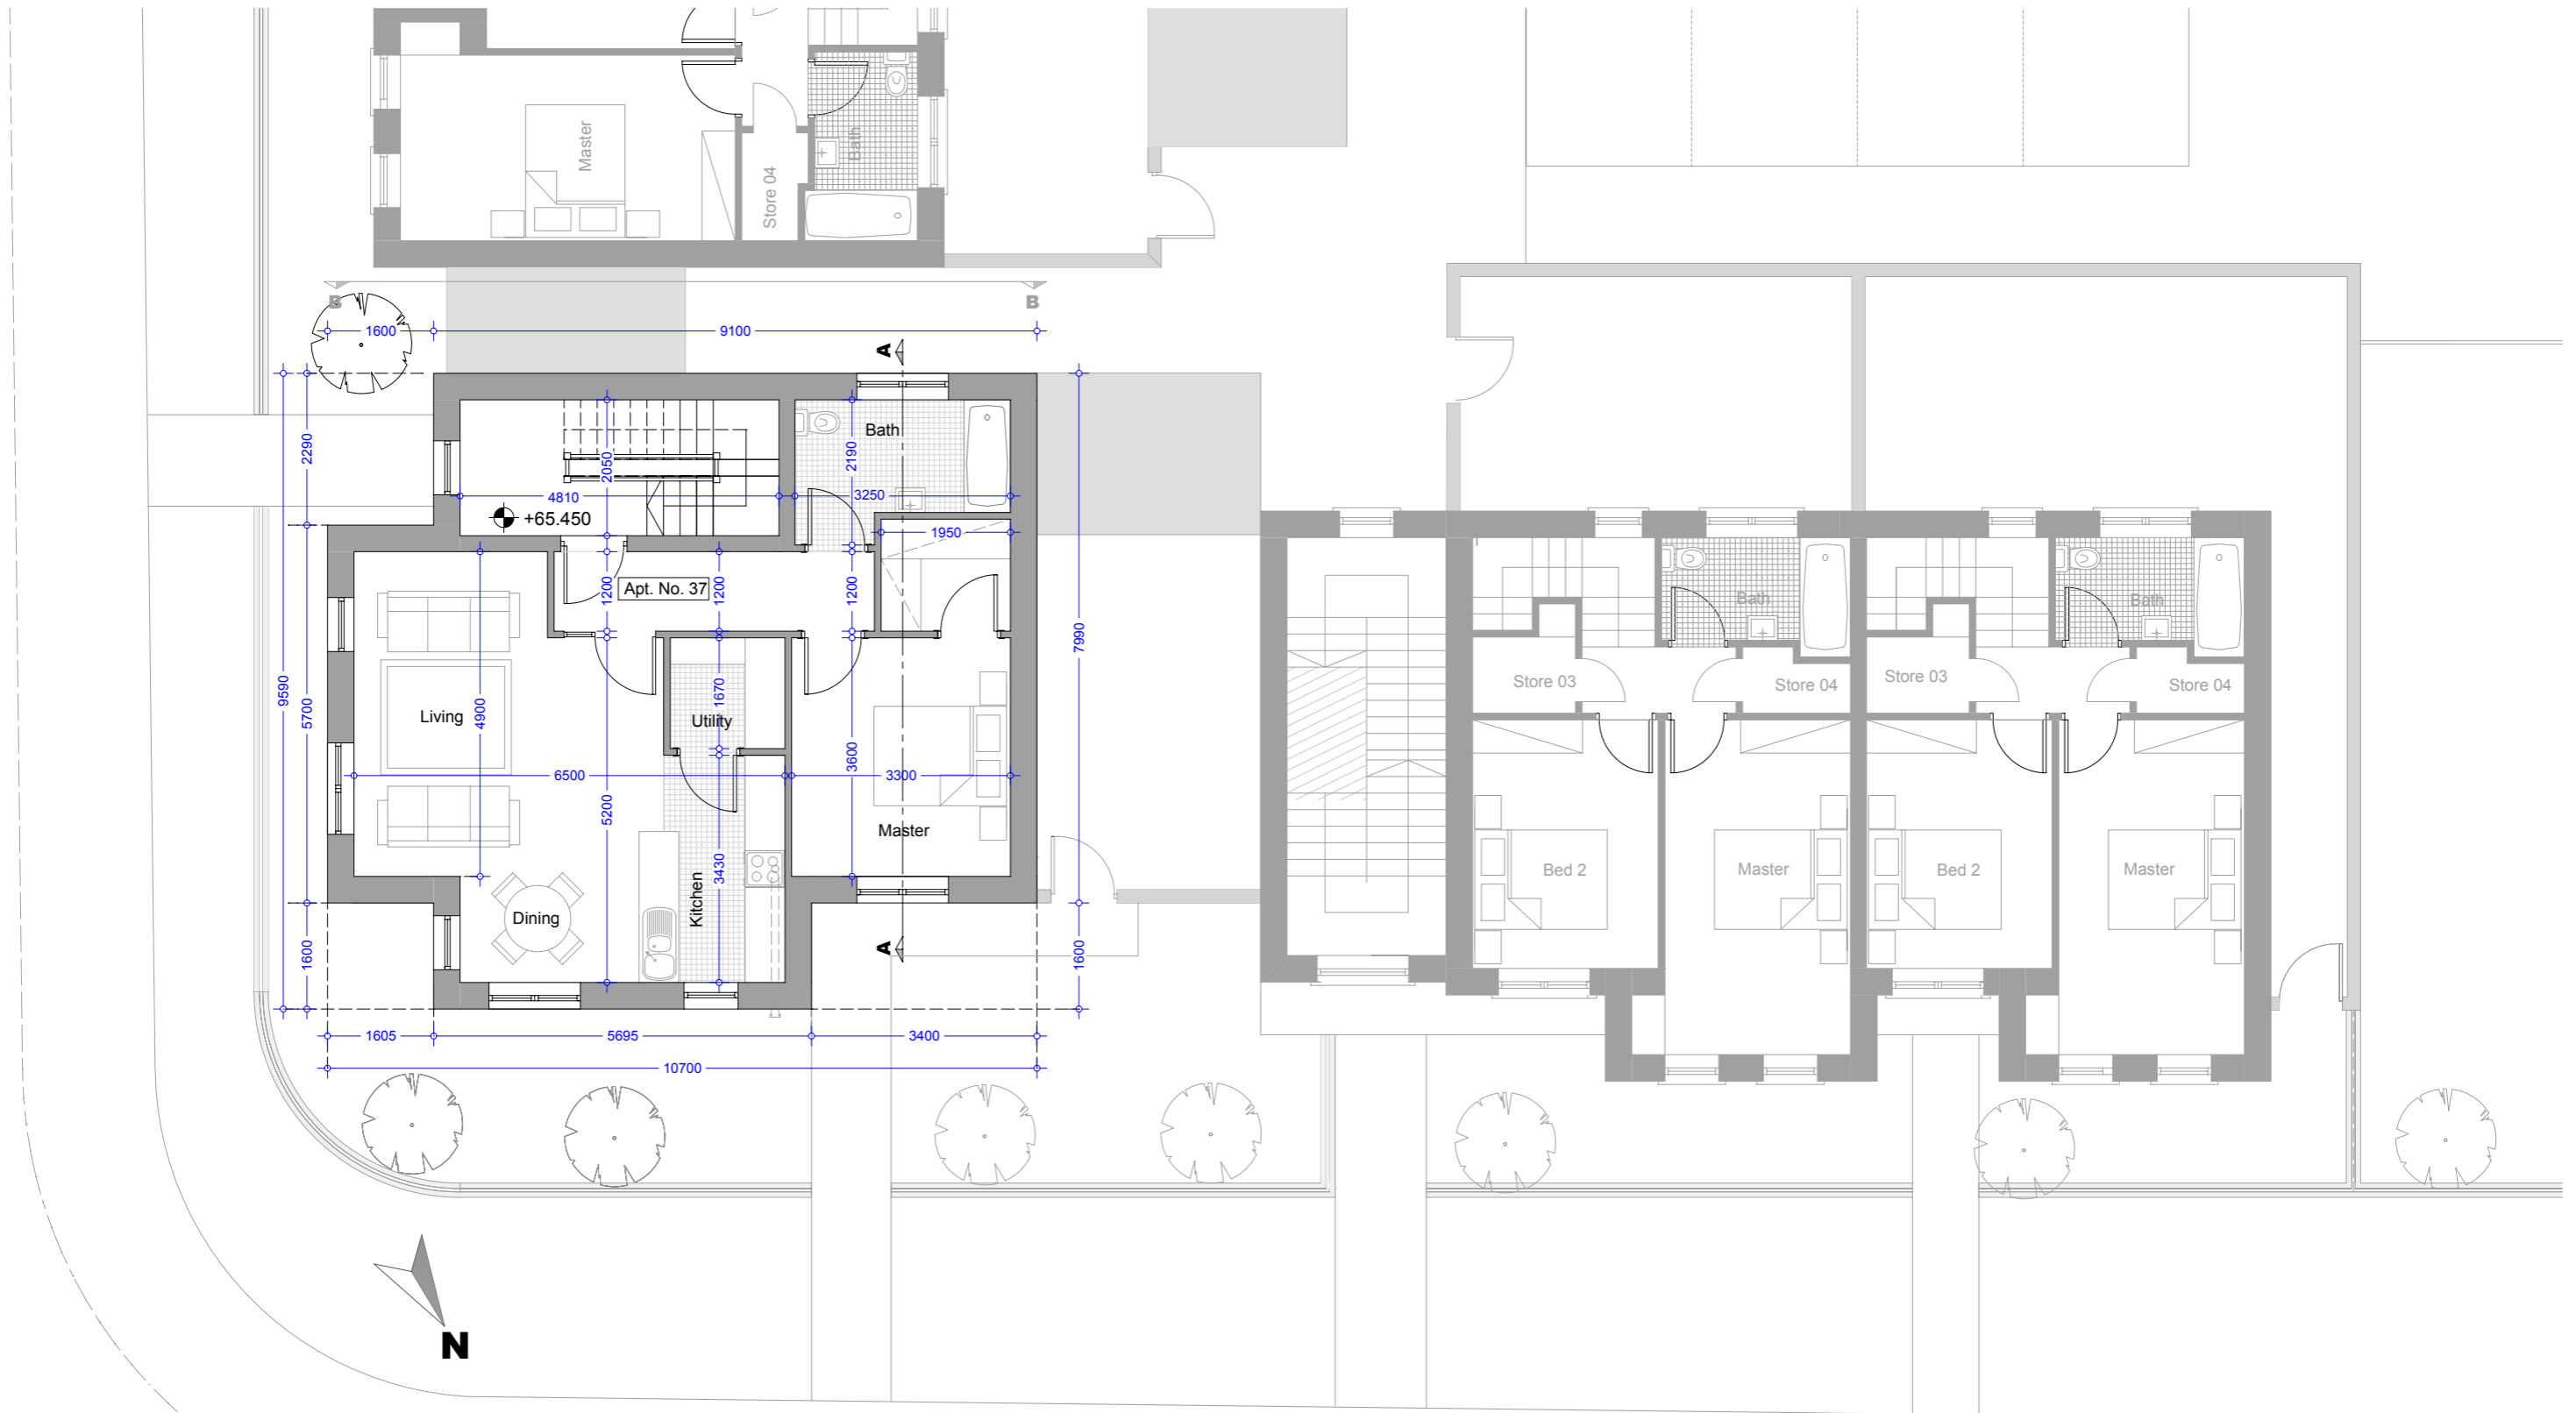 Master
Bath
Store 04
B
B
1600
9100
A
2290
2050
Bath
2190
4810
3250
+65.450
1950
1200
Apt. No. 37
1200
1200
Bath
Bath
7990
9590
5700
Living
4900
1670
Utility
3600
6500
3300
5200
Store 03
Store 04
Store 03
Store 04
Master
3430
Kitchen
Dining
Bed 2
Master
Bed 2
Master
A
1600
1600
1605
5695
3400
10700
N